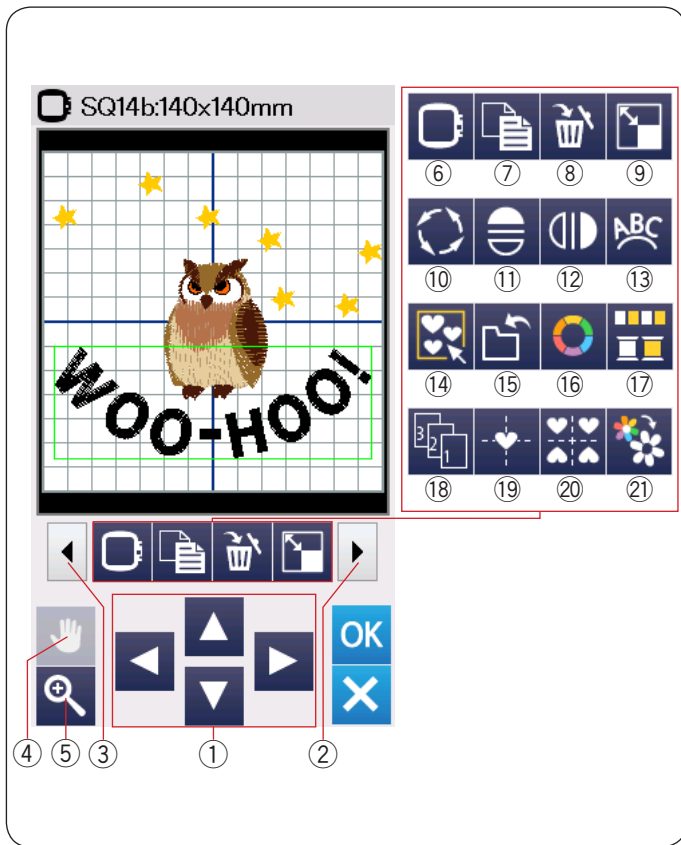 SQ14b:140x140mm
⑥ ⑦ ⑧ ⑨
ABC
⑩ ⑪ ⑫ ⑬
WOO-HOO!
⑭ ⑮ ⑯ ⑰
3 2 1
⑱ ⑲ ⑳ ㉑
OK
④ ⑤ ③ ① ②